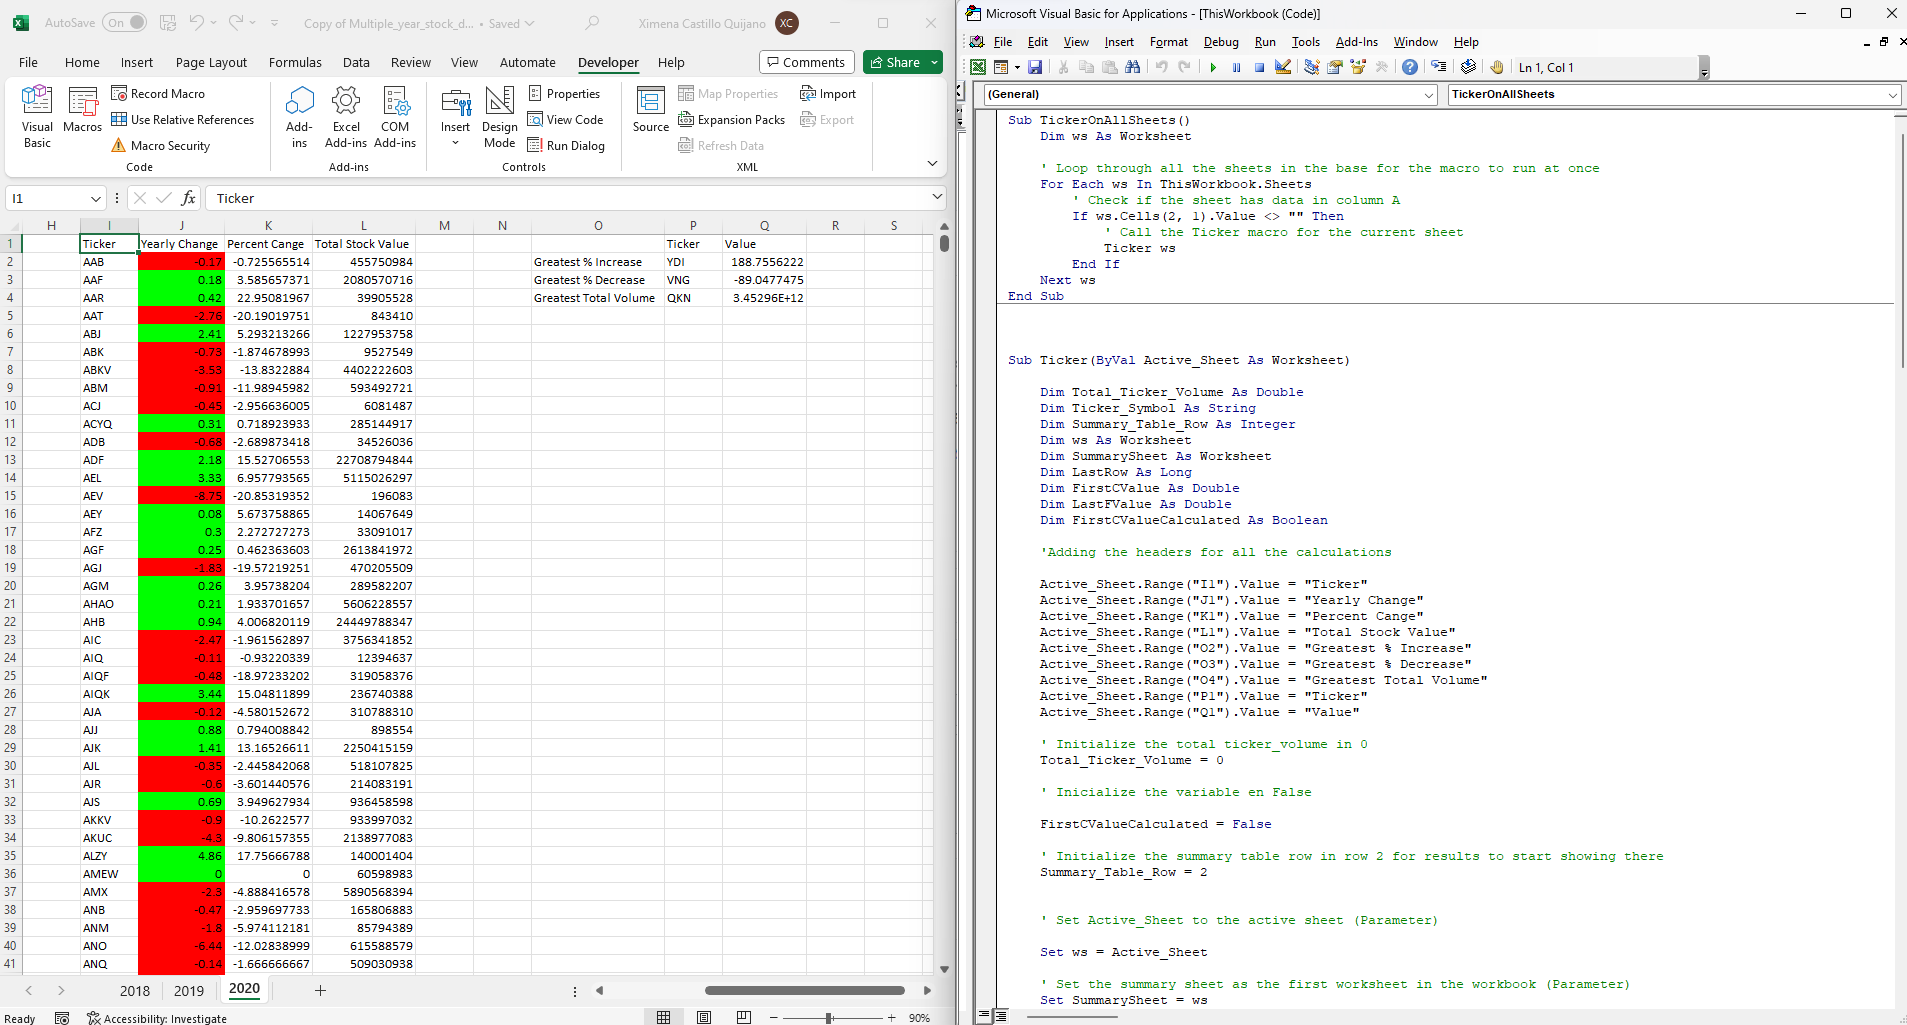 AutoSave On Copy of Multiple_year_stock_d... • Saved Ximena Castillo Quijano XC
File Home Insert Page Layout Formulas Data Review View Automate Developer Help Comments Share
Visual Basic
Macros
Record Macro
Use Relative References
Macro Security
Code
Add-ins
Excel Add-ins
COM Add-ins
Add-ins
Insert
Design Mode
Properties
View Code
Run Dialog
Controls
Source
Map Properties
Expansion Packs
Refresh Data
Import
Export
XML
I1 fx Ticker
H I J K L M N O P Q R S
1 Ticker Yearly Change Percent Cange Total Stock Value Ticker Value
2 AAB -0.17 -0.725565514 455750984 Greatest % Increase YDI 188.7556222
3 AAF 0.18 3.585657371 2080570716 Greatest % Decrease VNG -89.0477475
4 AAR 0.42 22.95081967 39905528 Greatest Total Volume QKN 3.45296E+12
5 AAT -2.76 -20.19019751 843410
6 ABJ 2.41 5.293213266 1227953758
7 ABK -0.73 -1.874678993 9527549
8 ABKV -3.53 -13.8322884 4402222603
9 ABM -0.91 -11.98945982 593492721
10 ACJ -0.45 -2.956636005 6081487
11 ACYQ 0.31 0.718923933 285144917
12 ADB -0.68 -2.689873418 34526036
13 ADF 2.18 15.52706553 22708794844
14 AEL 3.33 6.957793565 5115026297
15 AEV -8.75 -20.85319352 196083
16 AEY 0.08 5.673758865 14067649
17 AFZ 0.3 2.272727273 33091017
18 AGF 0.25 0.462363603 2613841972
19 AGJ -1.83 -19.57219251 470205509
20 AGM 0.26 3.95738204 289582207
21 AHAO 0.21 1.933701657 5606228557
22 AHB 0.94 4.006820119 24449788347
23 AIC -2.47 -1.961562897 3756341852
24 AIQ -0.11 -0.93220339 12394637
25 AIQF -0.48 -18.97233202 319058376
26 AIQK 3.44 15.04811899 236740388
27 AJA -0.12 -4.580152672 310788310
28 AJJ 0.88 0.794008842 898554
29 AJK 1.41 13.16526611 2250415159
30 AJL -0.35 -2.445842068 518107825
31 AJR -0.6 -3.601440576 214083191
32 AJS 0.69 3.949627934 936458598
33 AKKV -0.9 -10.2622577 933997032
34 AKUC -4.3 -9.806157355 2138977083
35 ALZY 4.86 17.75666788 140001404
36 AMEW 0 0 60598983
37 AMX -2.3 -4.888416578 5890568394
38 ANB -0.47 -2.959697733 165806883
39 ANM -1.8 -5.974112181 85794389
40 ANO -6.44 -12.02838999 615588579
41 ANQ -0.14 -1.666666667 509030938
2018 2019 2020
Ready Accessibility: Investigate 90%
Microsoft Visual Basic for Applications - [ThisWorkbook (Code)]
File Edit View Insert Format Debug Run Tools Add-Ins Window Help
Ln 1, Col 1
(General) TickerOnAllSheets
Sub TickerOnAllSheets()
Dim ws As Worksheet
' Loop through all the sheets in the base for the macro to run at once
For Each ws In ThisWorkbook.Sheets
' Check if the sheet has data in column A
If ws.Cells(2, 1).Value <> "" Then
' Call the Ticker macro for the current sheet
Ticker ws
End If
Next ws
End Sub
Sub Ticker(ByVal Active_Sheet As Worksheet)
Dim Total_Ticker_Volume As Double
Dim Ticker_Symbol As String
Dim Summary_Table_Row As Integer
Dim ws As Worksheet
Dim SummarySheet As Worksheet
Dim LastRow As Long
Dim FirstCValue As Double
Dim LastFValue As Double
Dim FirstCValueCalculated As Boolean
'Adding the headers for all the calculations
Active_Sheet.Range("I1").Value = "Ticker"
Active_Sheet.Range("J1").Value = "Yearly Change"
Active_Sheet.Range("K1").Value = "Percent Cange"
Active_Sheet.Range("L1").Value = "Total Stock Value"
Active_Sheet.Range("O2").Value = "Greatest % Increase"
Active_Sheet.Range("O3").Value = "Greatest % Decrease"
Active_Sheet.Range("O4").Value = "Greatest Total Volume"
Active_Sheet.Range("P1").Value = "Ticker"
Active_Sheet.Range("Q1").Value = "Value"
' Initialize the total ticker_volume in 0
Total_Ticker_Volume = 0
' Inicialize the variable en False
FirstCValueCalculated = False
' Initialize the summary table row in row 2 for results to start showing there
Summary_Table_Row = 2
' Set Active_Sheet to the active sheet (Parameter)
Set ws = Active_Sheet
' Set the summary sheet as the first worksheet in the workbook (Parameter)
Set SummarySheet = ws